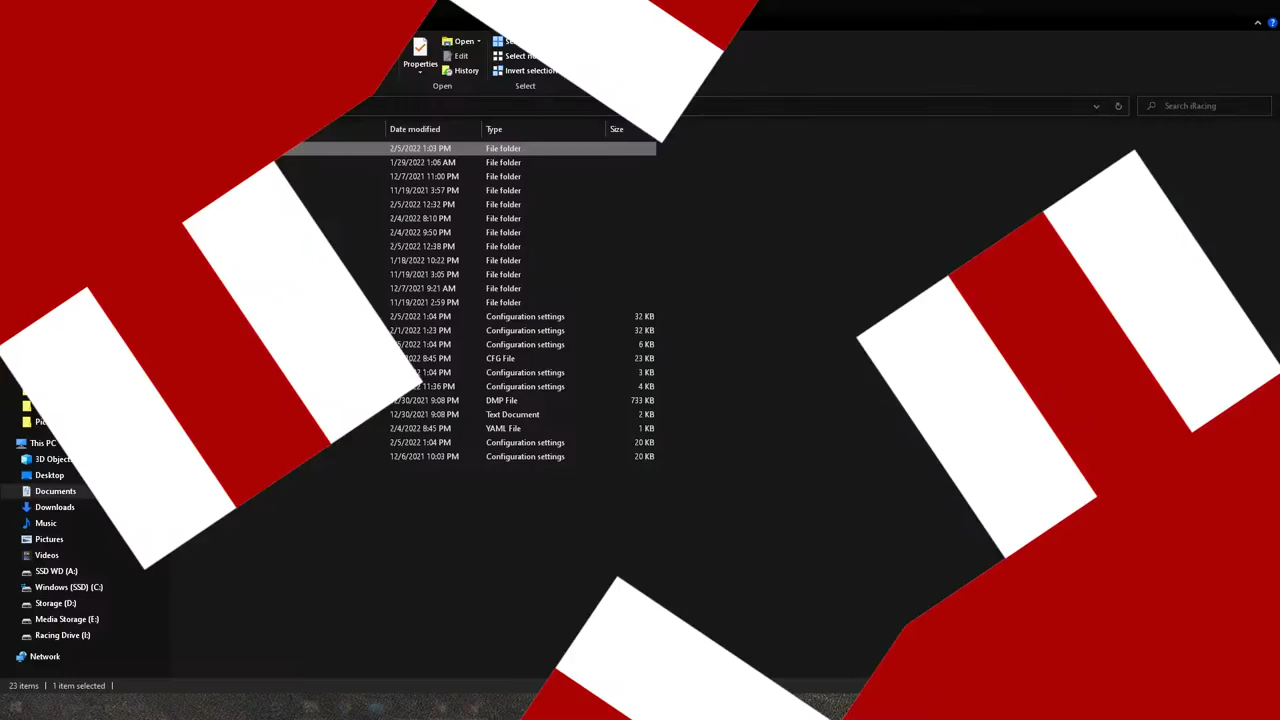 Open
Edit
Properties
History
Select
Invert selection
Open
Select
Search iRacing
Date modified Type Size
2/5/2022 1:03 PM File folder
1/29/2022 1:06 AM File folder
12/7/2021 11:00 PM File folder
11/19/2021 3:57 PM File folder
2/5/2022 12:32 PM File folder
2/4/2022 8:10 PM File folder
2/4/2022 9:50 PM File folder
2/5/2022 12:38 PM File folder
1/18/2022 10:22 PM File folder
11/19/2021 3:05 PM File folder
12/7/2021 9:21 AM File folder
11/19/2021 2:59 PM File folder
2/5/2022 1:04 PM Configuration settings 32 KB
2/1/2022 1:23 PM Configuration settings 32 KB
1:04 PM Configuration settings 6 KB
8:45 PM CFG File 23 KB
1:04 PM Configuration settings 3 KB
11:36 PM Configuration settings 4 KB
9:08 PM DMP File 733 KB
12/30/2021 9:08 PM Text Document 2 KB
2/4/2022 8:45 PM YAML File 1 KB
2/5/2022 1:04 PM Configuration settings 20 KB
12/6/2021 10:03 PM Configuration settings 20 KB
This PC
3D Objec
Desktop
Documents
Downloads
Music
Pictures
Videos
SSD WD (A:)
Windows (SSD) (C:)
Storage (D:)
Media Storage (E:)
Racing Drive (I:)
Network
23 items 1 item selected